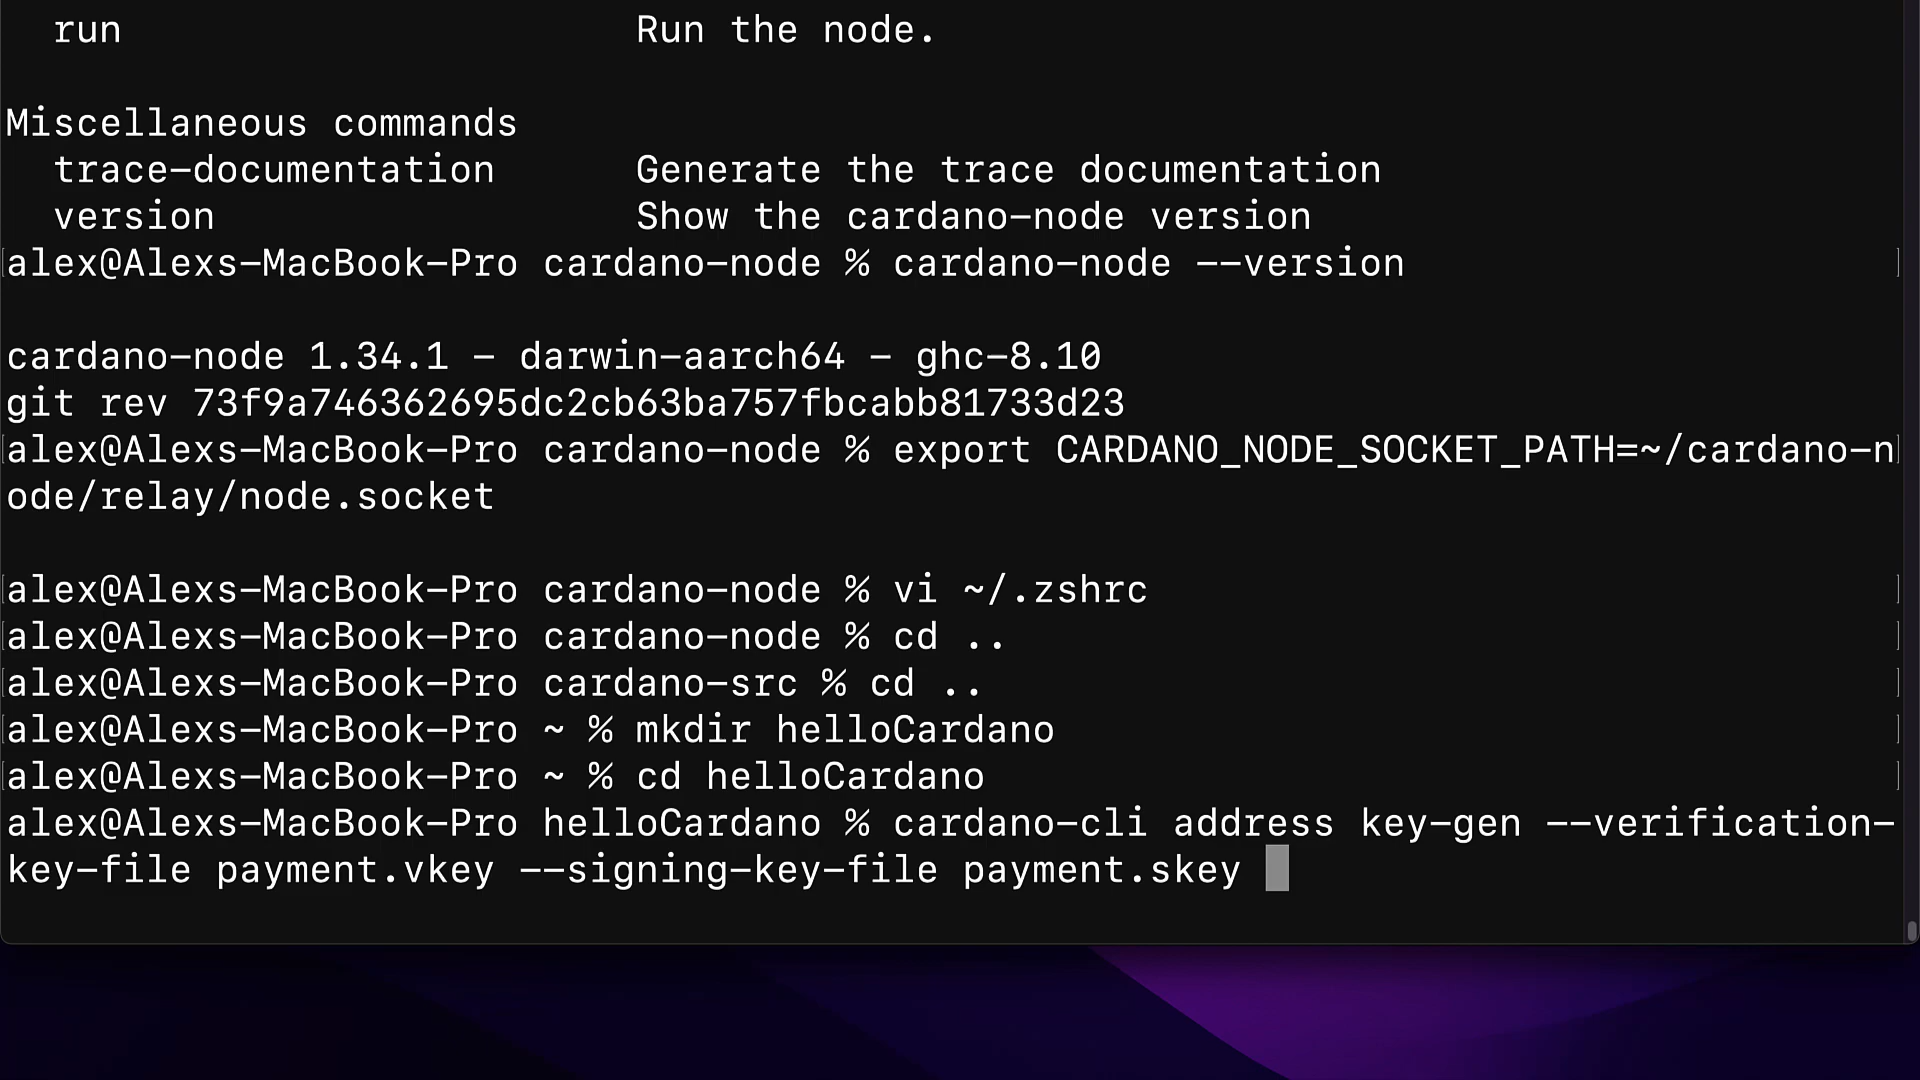 run Run the node.
Miscellaneous commands
trace-documentation Generate the trace documentation
version Show the cardano-node version
[alex@Alexs-MacBook-Pro cardano-node % cardano-node --version ]
cardano-node 1.34.1 - darwin-aarch64 - ghc-8.10
git rev 73f9a746362695dc2cb63ba757fbcabb81733d23
[alex@Alexs-MacBook-Pro cardano-node % export CARDANO_NODE_SOCKET_PATH=~/cardano-n]
ode/relay/node.socket
[alex@Alexs-MacBook-Pro cardano-node % vi ~/.zshrc ]
[alex@Alexs-MacBook-Pro cardano-node % cd .. ]
[alex@Alexs-MacBook-Pro cardano-src % cd .. ]
[alex@Alexs-MacBook-Pro ~ % mkdir helloCardano ]
[alex@Alexs-MacBook-Pro ~ % cd helloCardano ]
alex@Alexs-MacBook-Pro helloCardano % cardano-cli address key-gen --verification-
key-file payment.vkey --signing-key-file payment.skey